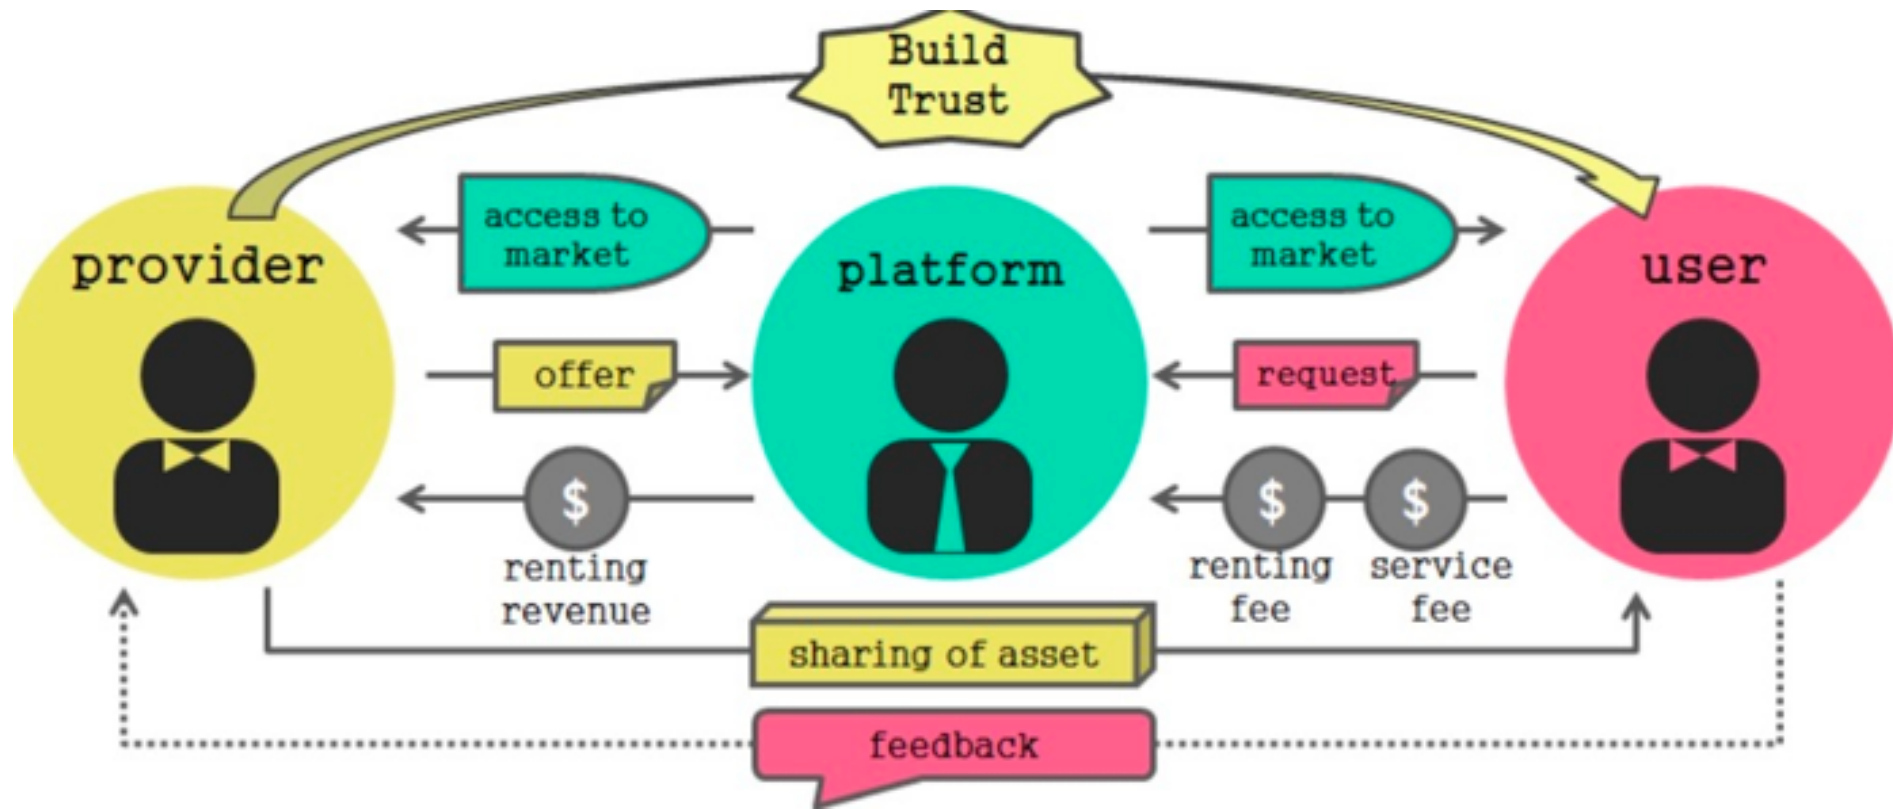 Build
Trust
access to
market
access to
market
provider
platform
user
offer
request
$
$
$
renting
revenue
renting
fee
service
fee
sharing of asset
feedback